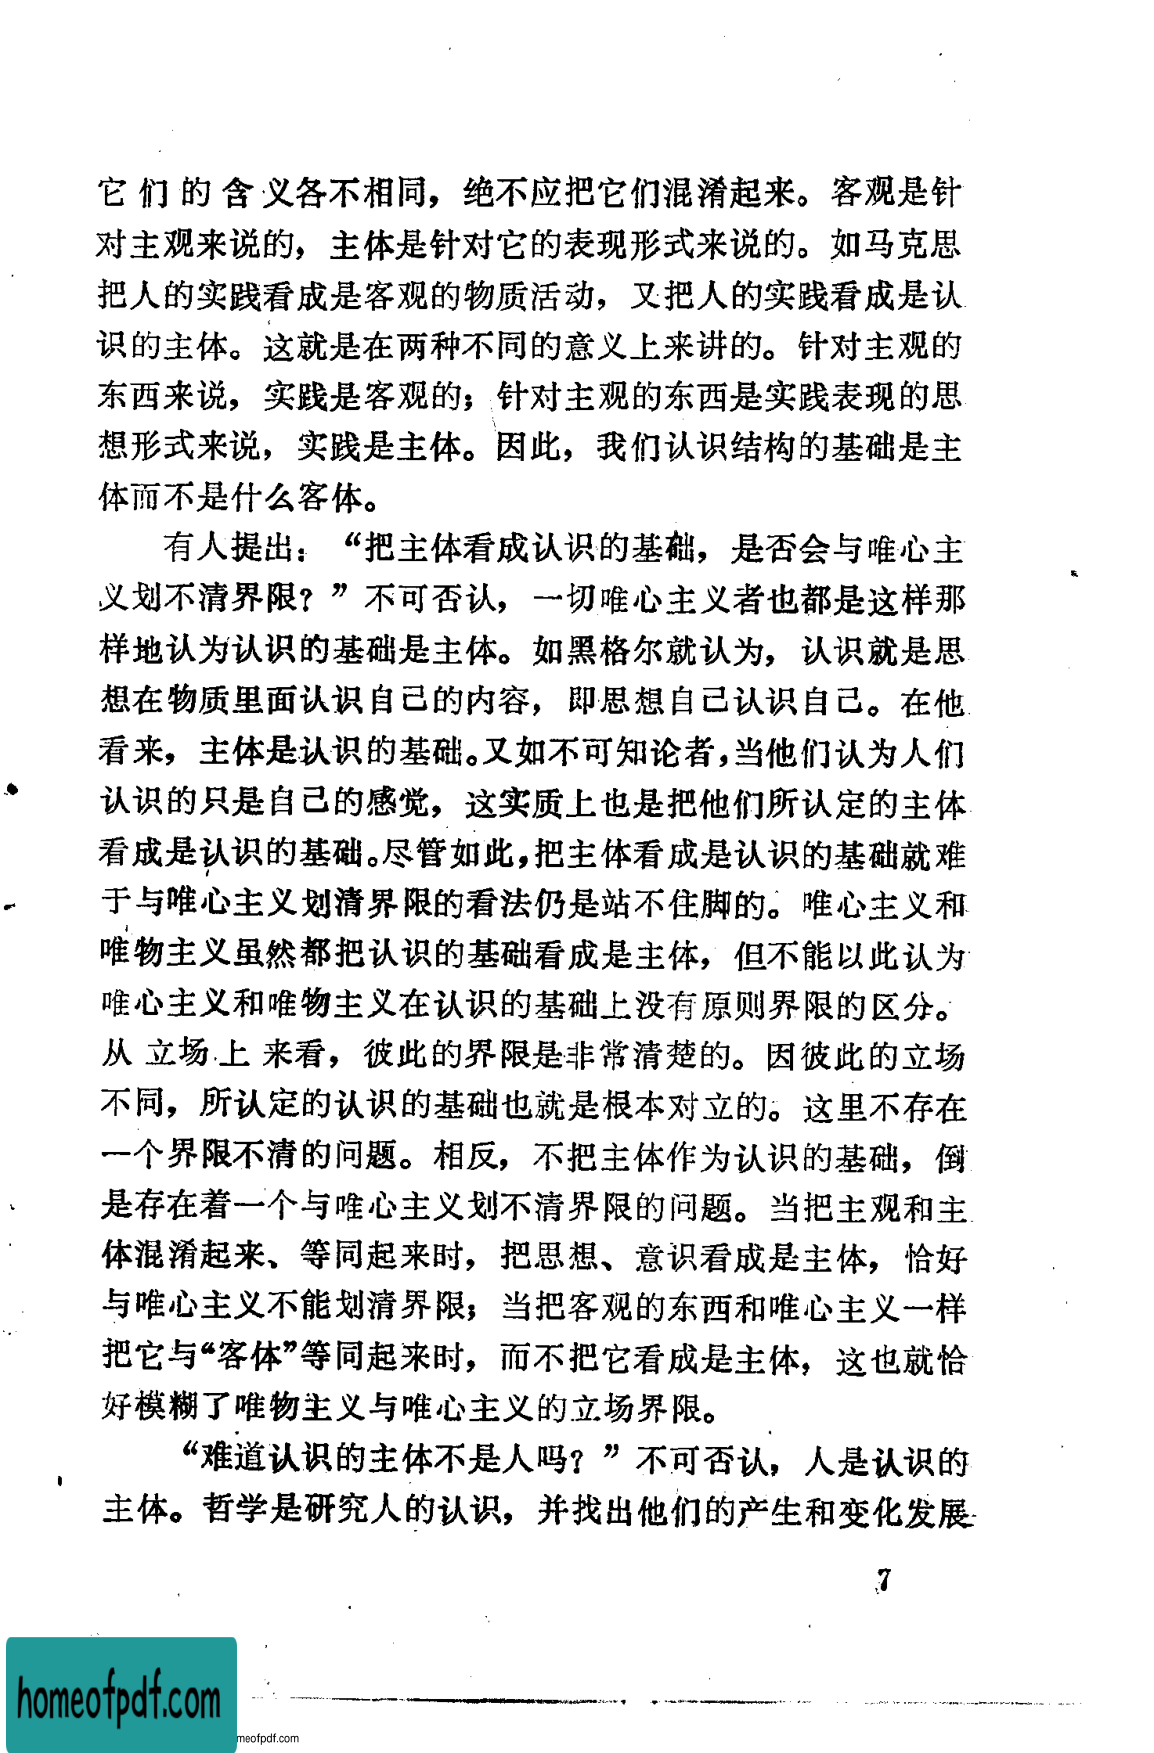 它们的含义各不相同，绝不应把它们混淆起来。客观是针
对主观来说的，主体是针对它的表现形式来说的。如马克思
把人的实践看成是客观的物质活动，又把人的实践看成是认
识的主体。这就是在两种不同的意义上来讲的。针对主观的
东西来说，实践是客观的；针对主观的东西是实践表现的思
想形式来说，实践是主体。因此，我们认识结构的基础是主
体而不是什么客体。
有人提出：“把主体看成认识的基础，是否会与唯心主
义划不清界限？”不可否认，一切唯心主义者也都是这样那
样地认为认识的基础是主体。如黑格尔就认为，认识就是思
想在物质里面认识自己的内容，即思想自己认识自己。在他
看来，主体是认识的基础。又如不可知论者，当他们认为人们
认识的只是自己的感觉，这实质上也是把他们所认定的主体
看成是认识的基础。尽管如此，把主体看成是认识的基础就难
于与唯心主义划清界限的看法仍是站不住脚的。唯心主义和
唯物主义虽然都把认识的基础看成是主体，但不能以此认为
唯心主义和唯物主义在认识的基础上没有原则界限的区分。
从立场上来看，彼此的界限是非常清楚的。因彼此的立场
不同，所认定的认识的基础也就是根本对立的。这里不存在
一个界限不清的问题。相反，不把主体作为认识的基础，倒
是存在着一个与唯心主义划不清界限的问题。当把主观和主
体混淆起来、等同起来时，把思想、意识看成是主体，恰好
与唯心主义不能划清界限；当把客观的东西和唯心主义一样
把它与“客体”等同起来时，而不把它看成是主体，这也就恰
好模糊了唯物主义与唯心主义的立场界限。
“难道认识的主体不是人吗？”不可否认，人是认识的
主体。哲学是研究人的认识，并找出他们的产生和变化发展
7
homeofpdf.com
meofpdf.com